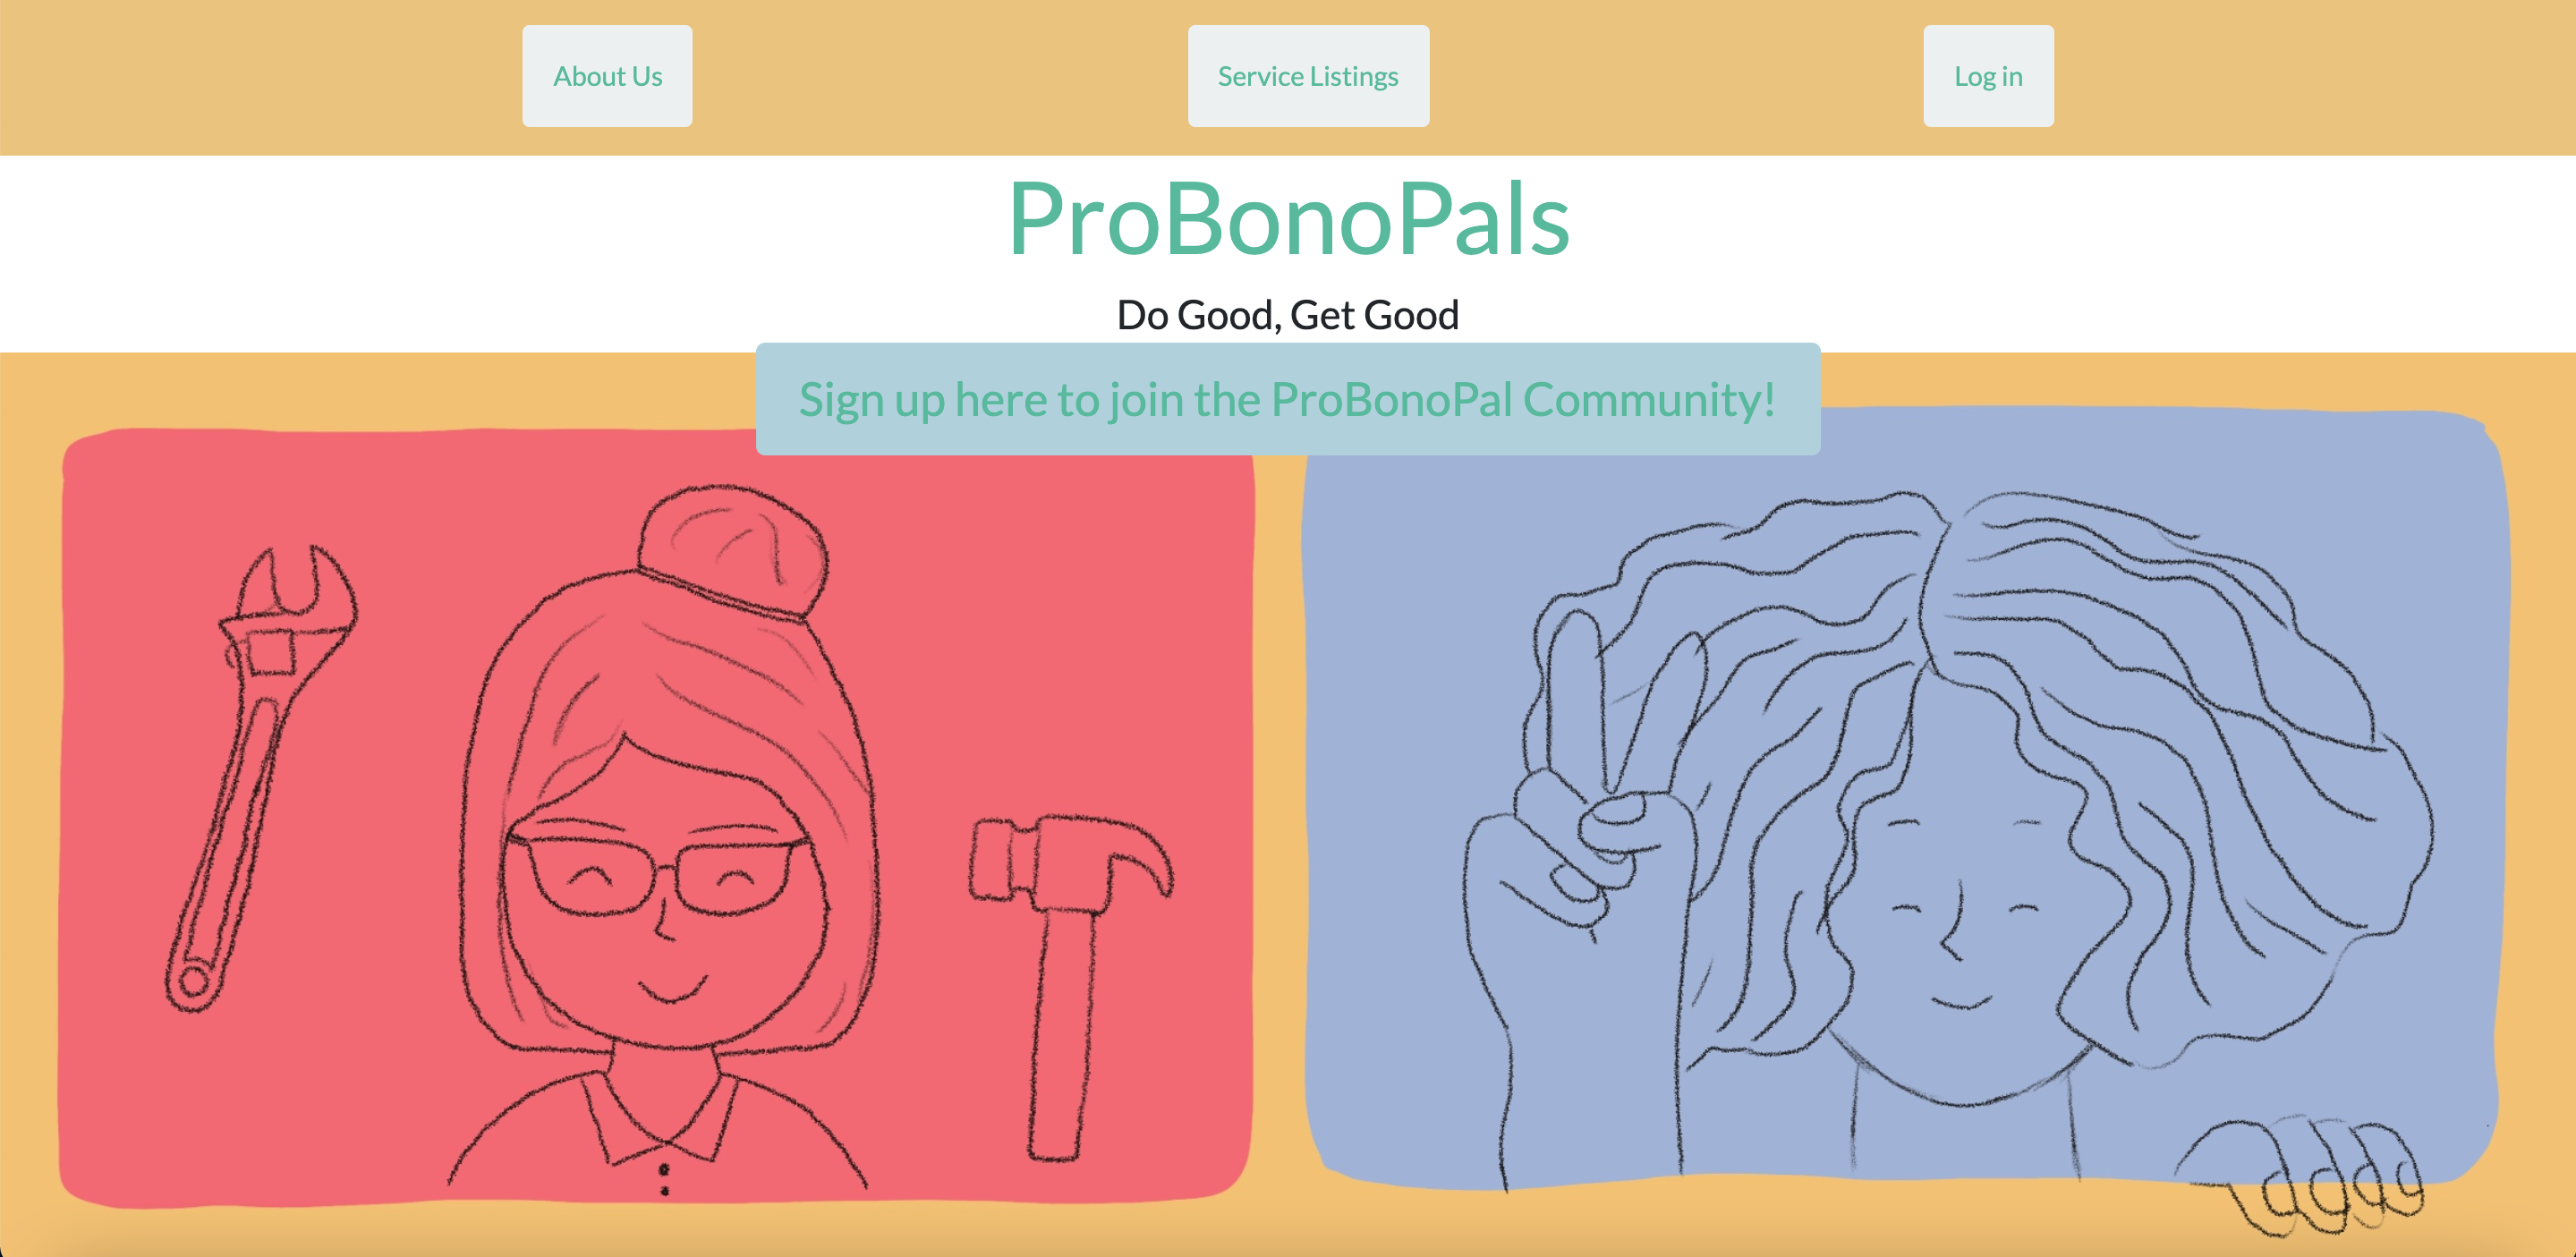 About Us
Service Listings
Log in
ProBonoPals
Do Good, Get Good
Sign up here to join the ProBonoPal Community!